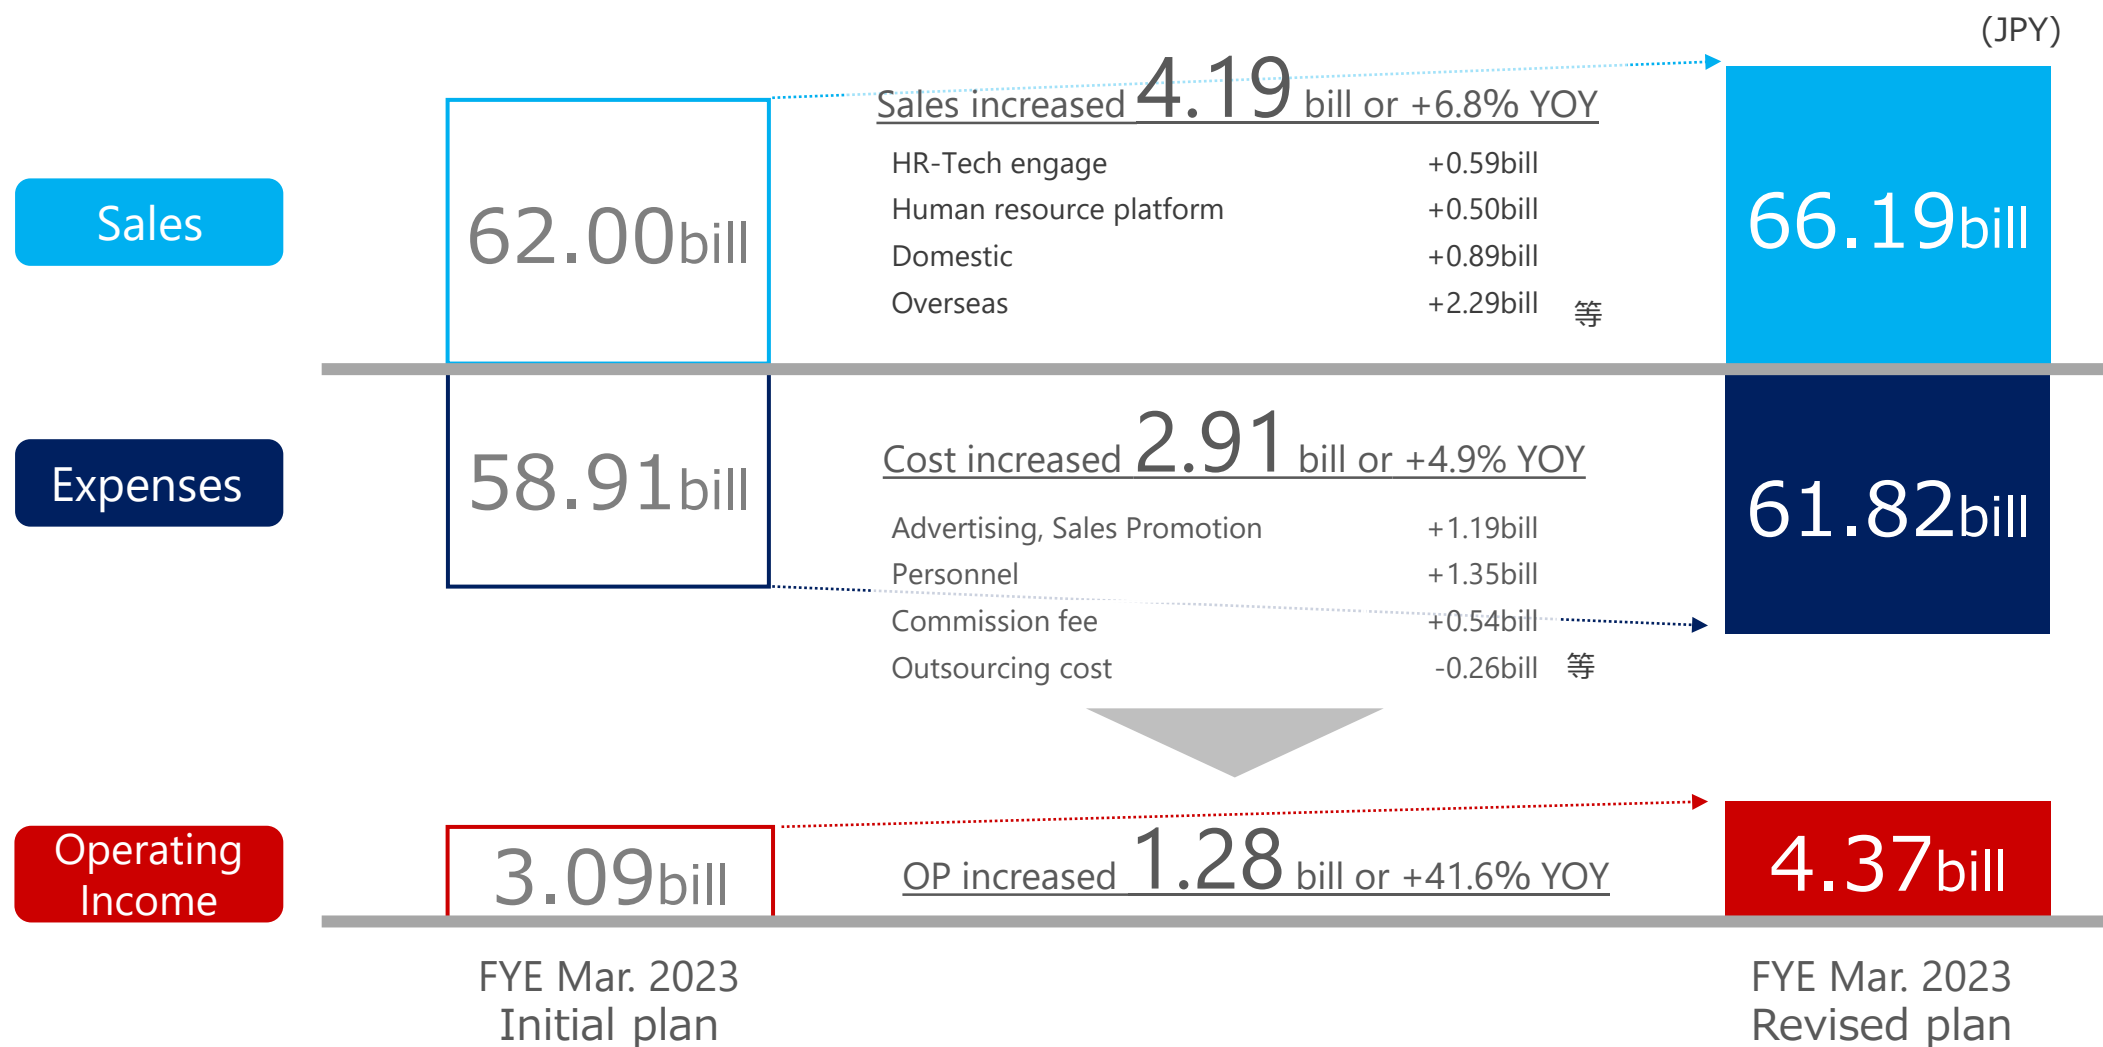 (JPY)
Sales increased 4.19 bill or +6.8% YOY
HR-Tech engage +0.59bill
Human resource platform +0.50bill
Domestic +0.89bill
Overseas +2.29bill 等
Sales
62.00bill
66.19bill
Cost increased 2.91 bill or +4.9% YOY
Expenses
58.91bill
61.82bill
Advertising, Sales Promotion +1.19bill
Personnel +1.35bill
Commission fee +0.54bill
Outsourcing cost -0.26bill 等
Operating
Income
3.09bill
OP increased 1.28 bill or +41.6% YOY
4.37bill
FYE Mar. 2023
Initial plan
FYE Mar. 2023
Revised plan